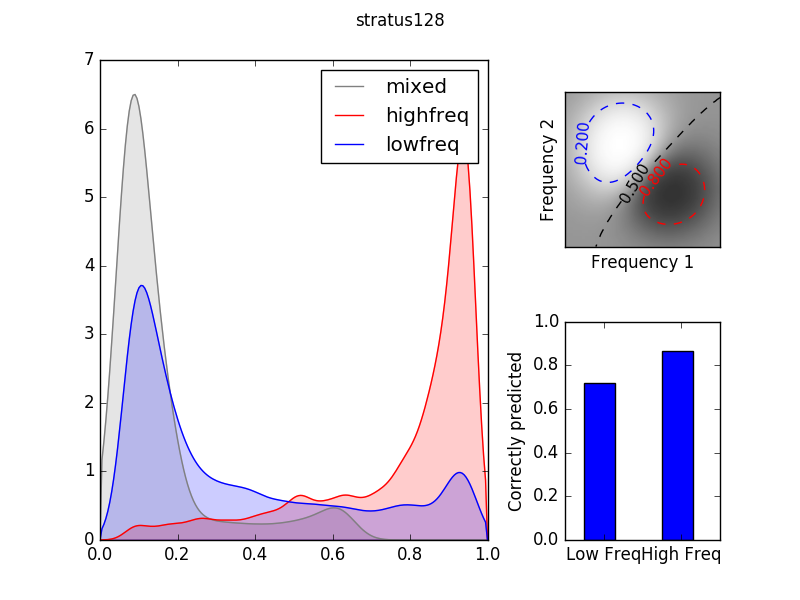 stratus128
7
6
5
4
3
2
1
0
0.0 0.2 0.4 0.6 0.8 1.0
mixed
highfreq
lowfreq
Frequency 2
0.200
0.500
0.800
Frequency 1
Correctly predicted
1.0
0.8
0.6
0.4
0.2
0.0
Low Freq High Freq